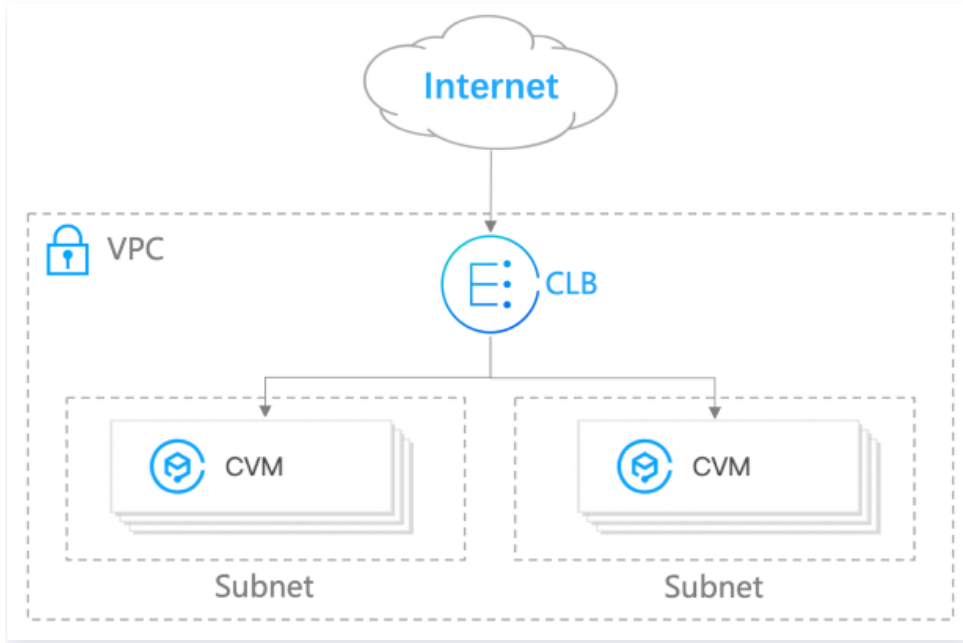 Internet
VPC
CLB
CVM
CVM
Subnet
Subnet